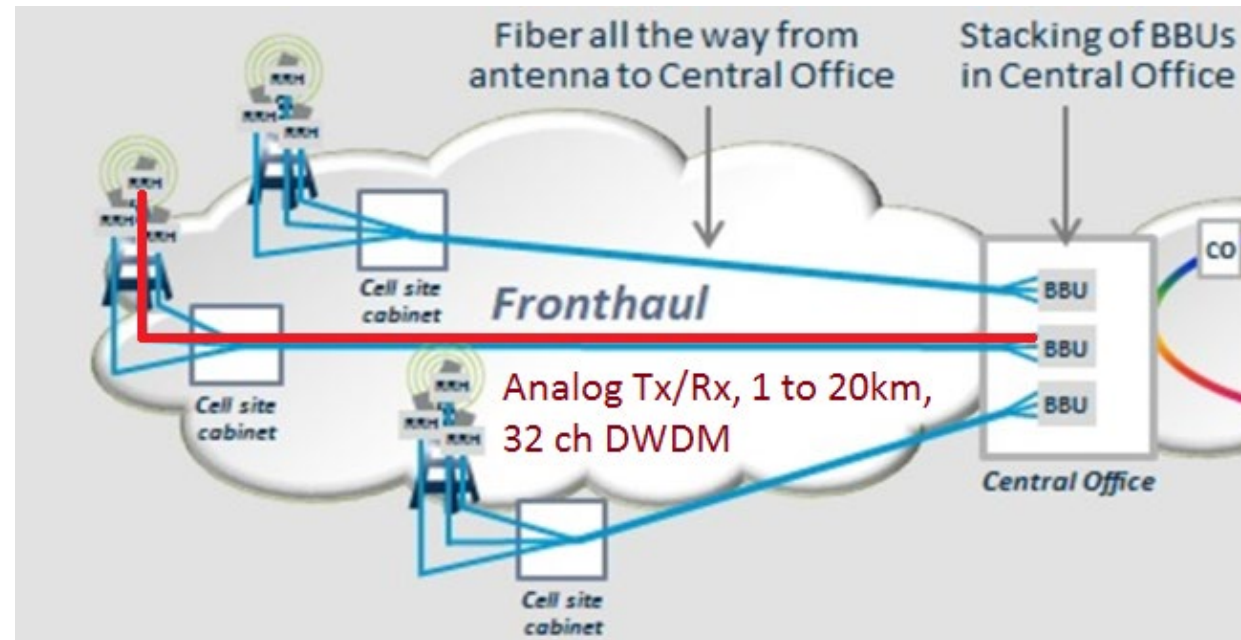 Fiber all the way from
antenna to Central Office
Stacking of BBUs
in Central Office
RRH
RRH
RRH
RRH
RRH
RRH
Cell site
cabinet
Fronthaul
CO
BBU
BBU
BBU
Cell site
cabinet
RRH
RRH
RRH
Analog Tx/Rx, 1 to 20km,
32 ch DWDM
Central Office
Cell site
cabinet